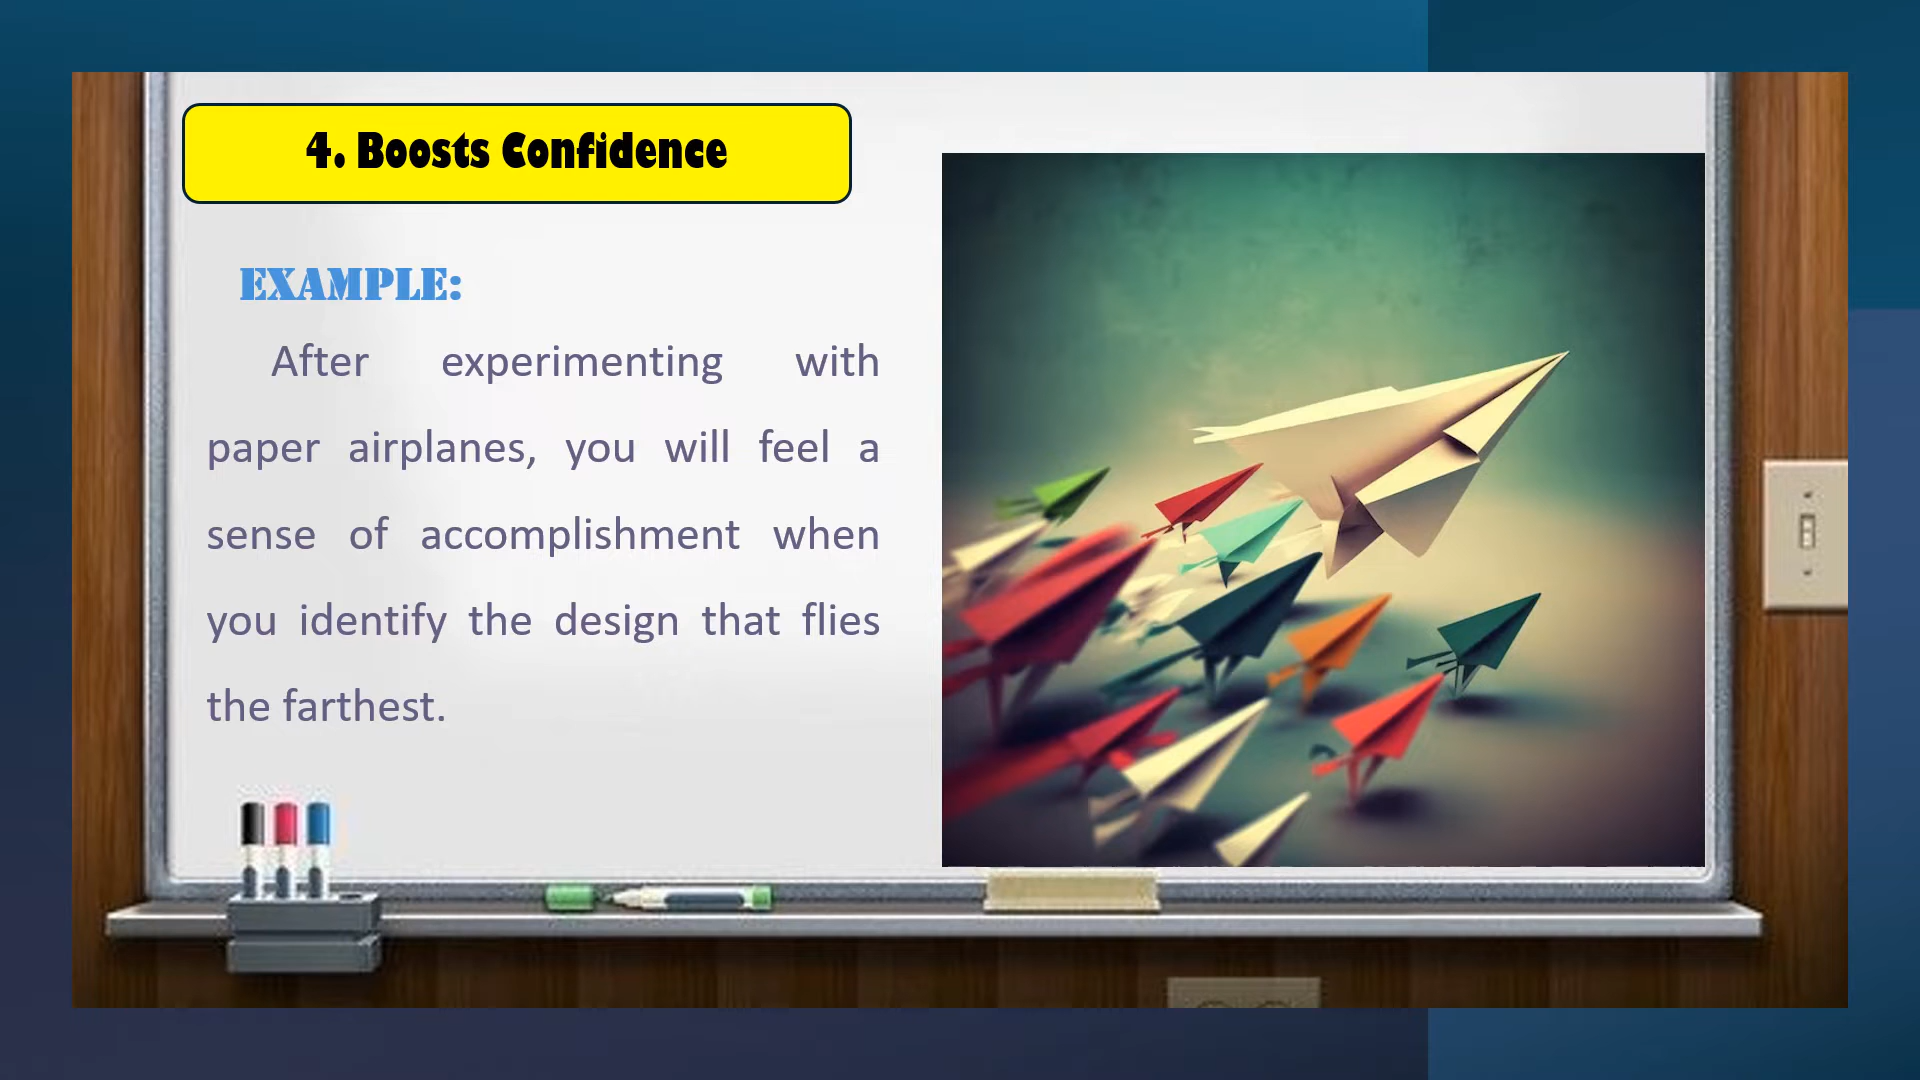 4. Boosts Confidence
EXAMPLE:
After experimenting with
paper airplanes, you will feel a
sense of accomplishment when
you identify the design that flies
the farthest.